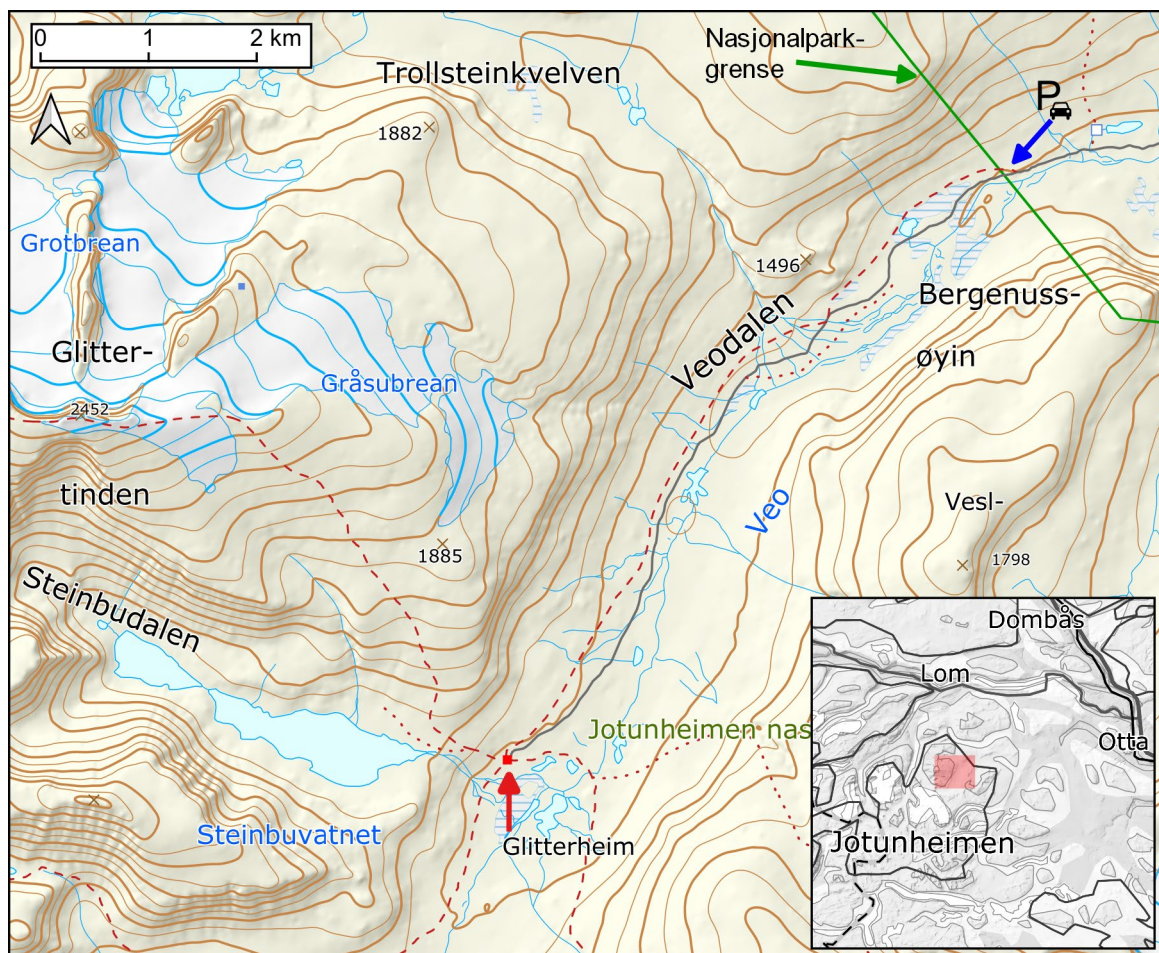 0 1 2 km
Nasjonalpark-
grense
Trollsteinkvelven
P
1882
Grotbrean
1496
Bergenuss-
øyin
Veodalen
Glitter-
tinden
Gråsubrean
2452
Veo
Vesl-
1885
1798
Steinbudalen
Jotunheimen nas
Steinbuvatnet
Glitterheim
Dombås
Lom
Otta
Jotunheimen